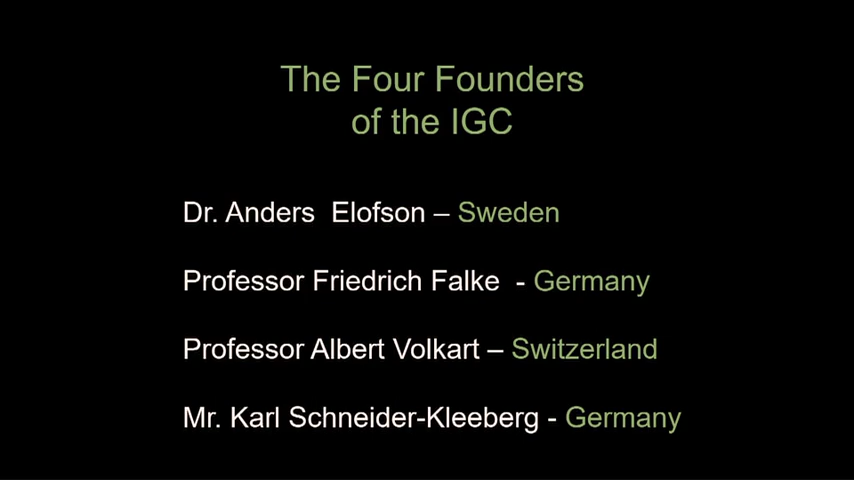 The Four Founders
of the IGC
Dr. Anders  Elofson – Sweden
Professor Friedrich Falke  - Germany
Professor Albert Volkart – Switzerland
Mr. Karl Schneider-Kleeberg - Germany